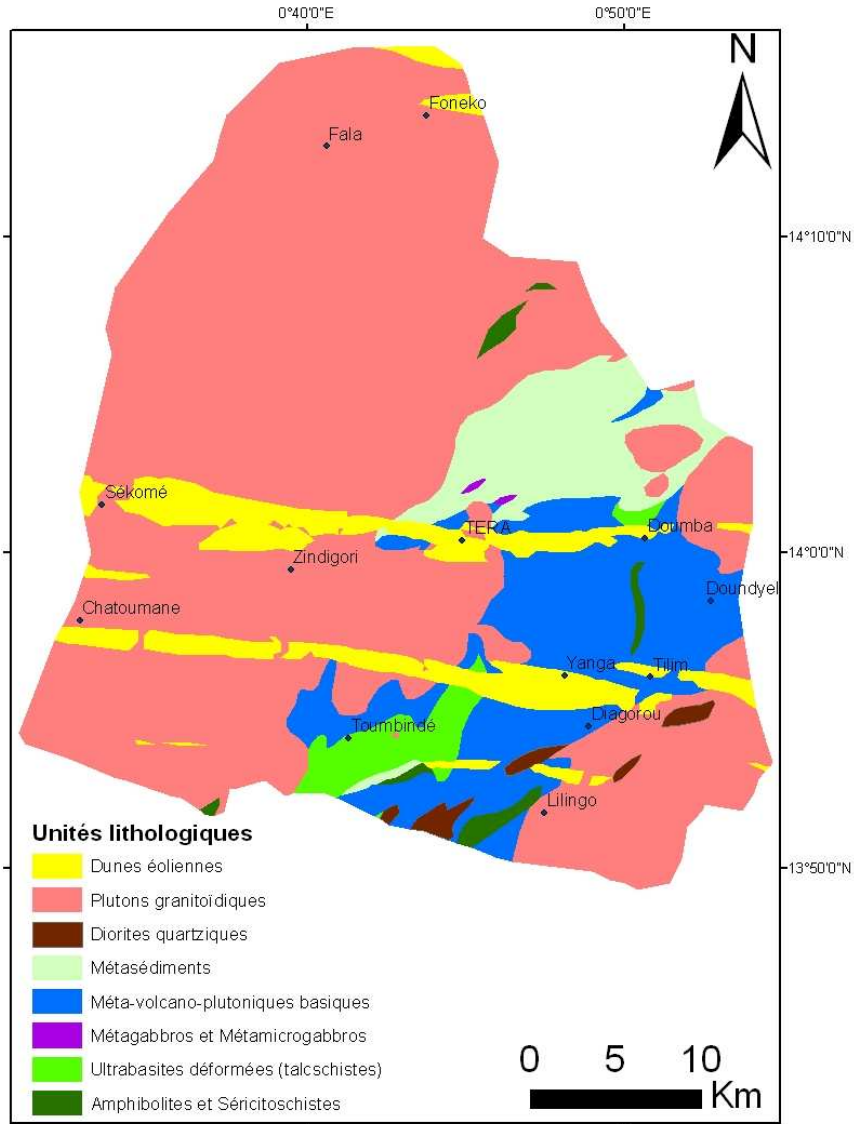 0°40'0"E 0°50'0"E
N
Foneko
Fala
14°10'0"N
Sékomé
TERA
Doumba
14°0'0"N
Zindigori
Doundyel
Chatoumane
Yanga
Tilim
Diagorou
Toumbindé
Lilingo
13°50'0"N
Unités lithologiques
Dunes éoliennes
Plutons granitoïdiques
Diorites quartziques
Métasédiments
Méta-volcano-plutoniques basiques
Métagabbros et Métamicrogabbros
Ultrabasites déformées (talcschistes)
Amphibolites et Séricitoschistes
0 5 10
Km